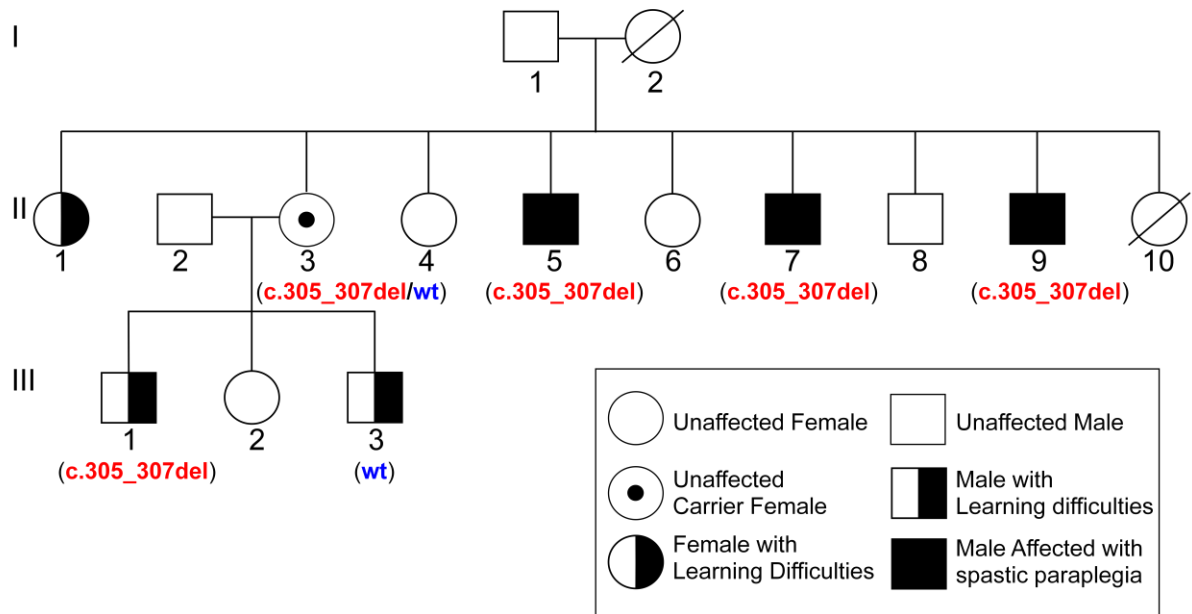 I
1 2
II
1 2 3 4 5 6 7 8 9 10
(c.305_307del/wt) (c.305_307del) (c.305_307del) (c.305_307del)
III
1 2 3
(c.305_307del) (wt)
Unaffected Female
Unaffected Male
Unaffected
Carrier Female
Male with
Learning difficulties
Female with
Learning Difficulties
Male Affected with
spastic paraplegia